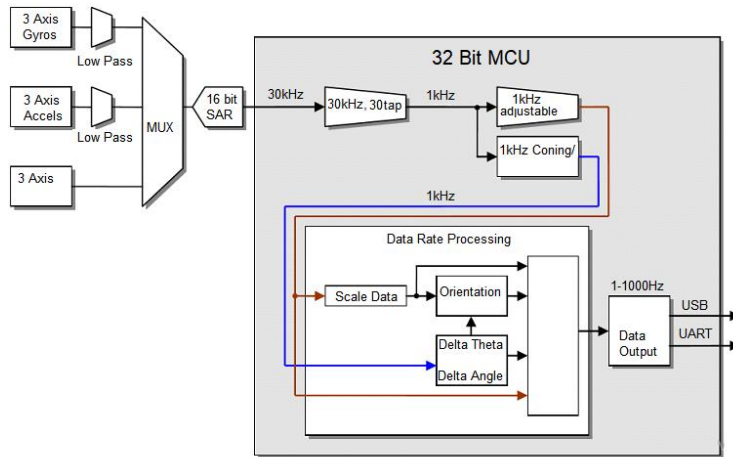 3 Axis
Gyros
Low Pass
3 Axis
Accels
Low Pass
3 Axis
MUX
16 bit
SAR
32 Bit MCU
30kHz
30kHz, 30tap
1kHz
1kHz
adjustable
1kHz Coning/
1kHz
Data Rate Processing
Scale Data
Orientation
Delta Theta
Delta Angle
1-1000Hz
Data
Output
USB
UART